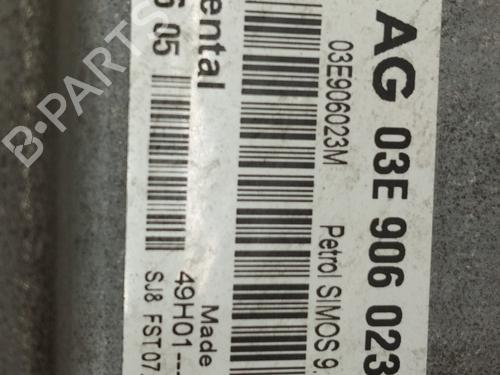 AG 03E 906 023
03E906023M
Petrol SIMOS 9.
ental
Made
5 05
49H01---
SJ8 FST07.
B-Parts